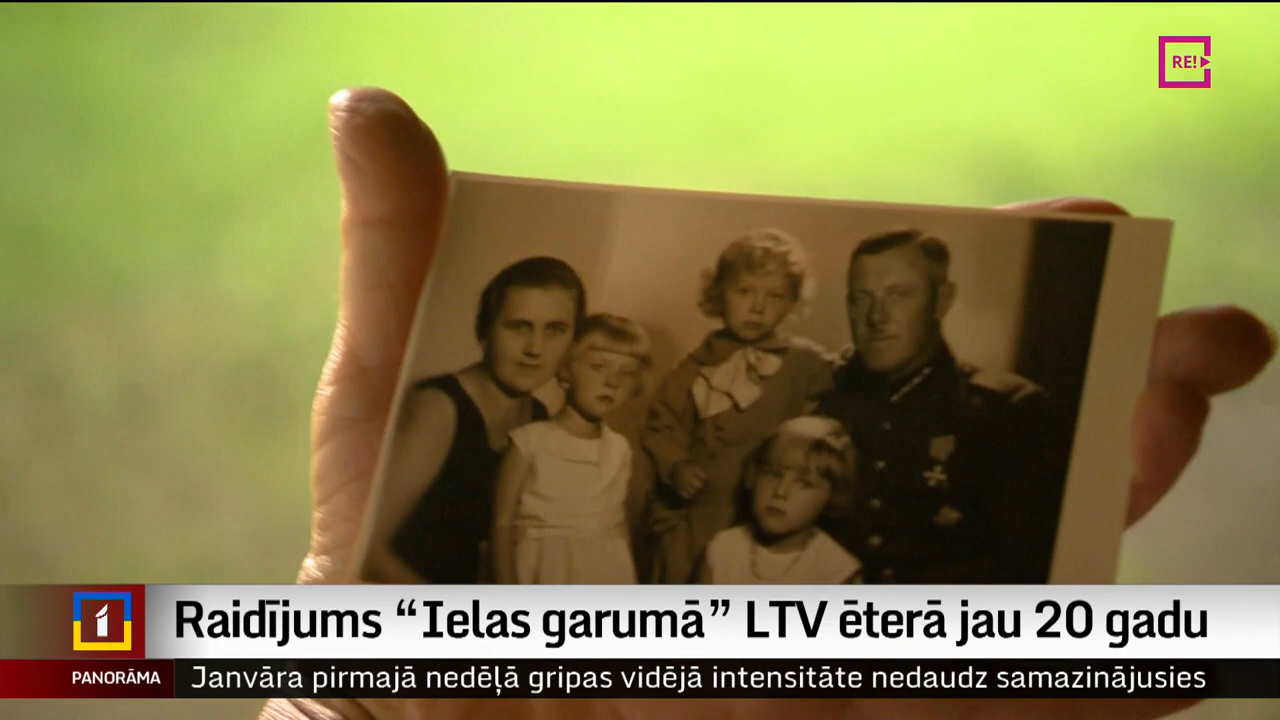 RE!
1
Raidījums “Ielas garumā” LTV ēterā jau 20 gadu
PANORĀMA
Janvāra pirmajā nedēļā gripas vidējā intensitāte nedaudz samazinājusies